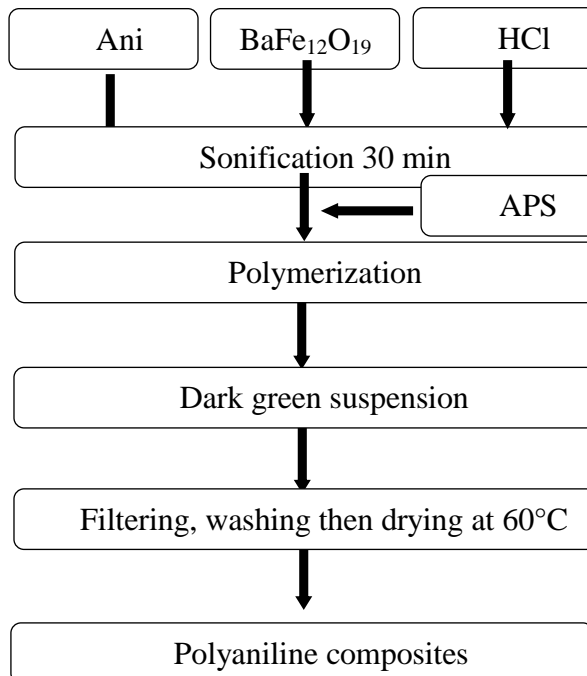 Ani
BaFe₁₂O₁₉
HCl
Sonification 30 min
APS
Polymerization
Dark green suspension
Filtering, washing then drying at 60°C
Polyaniline composites